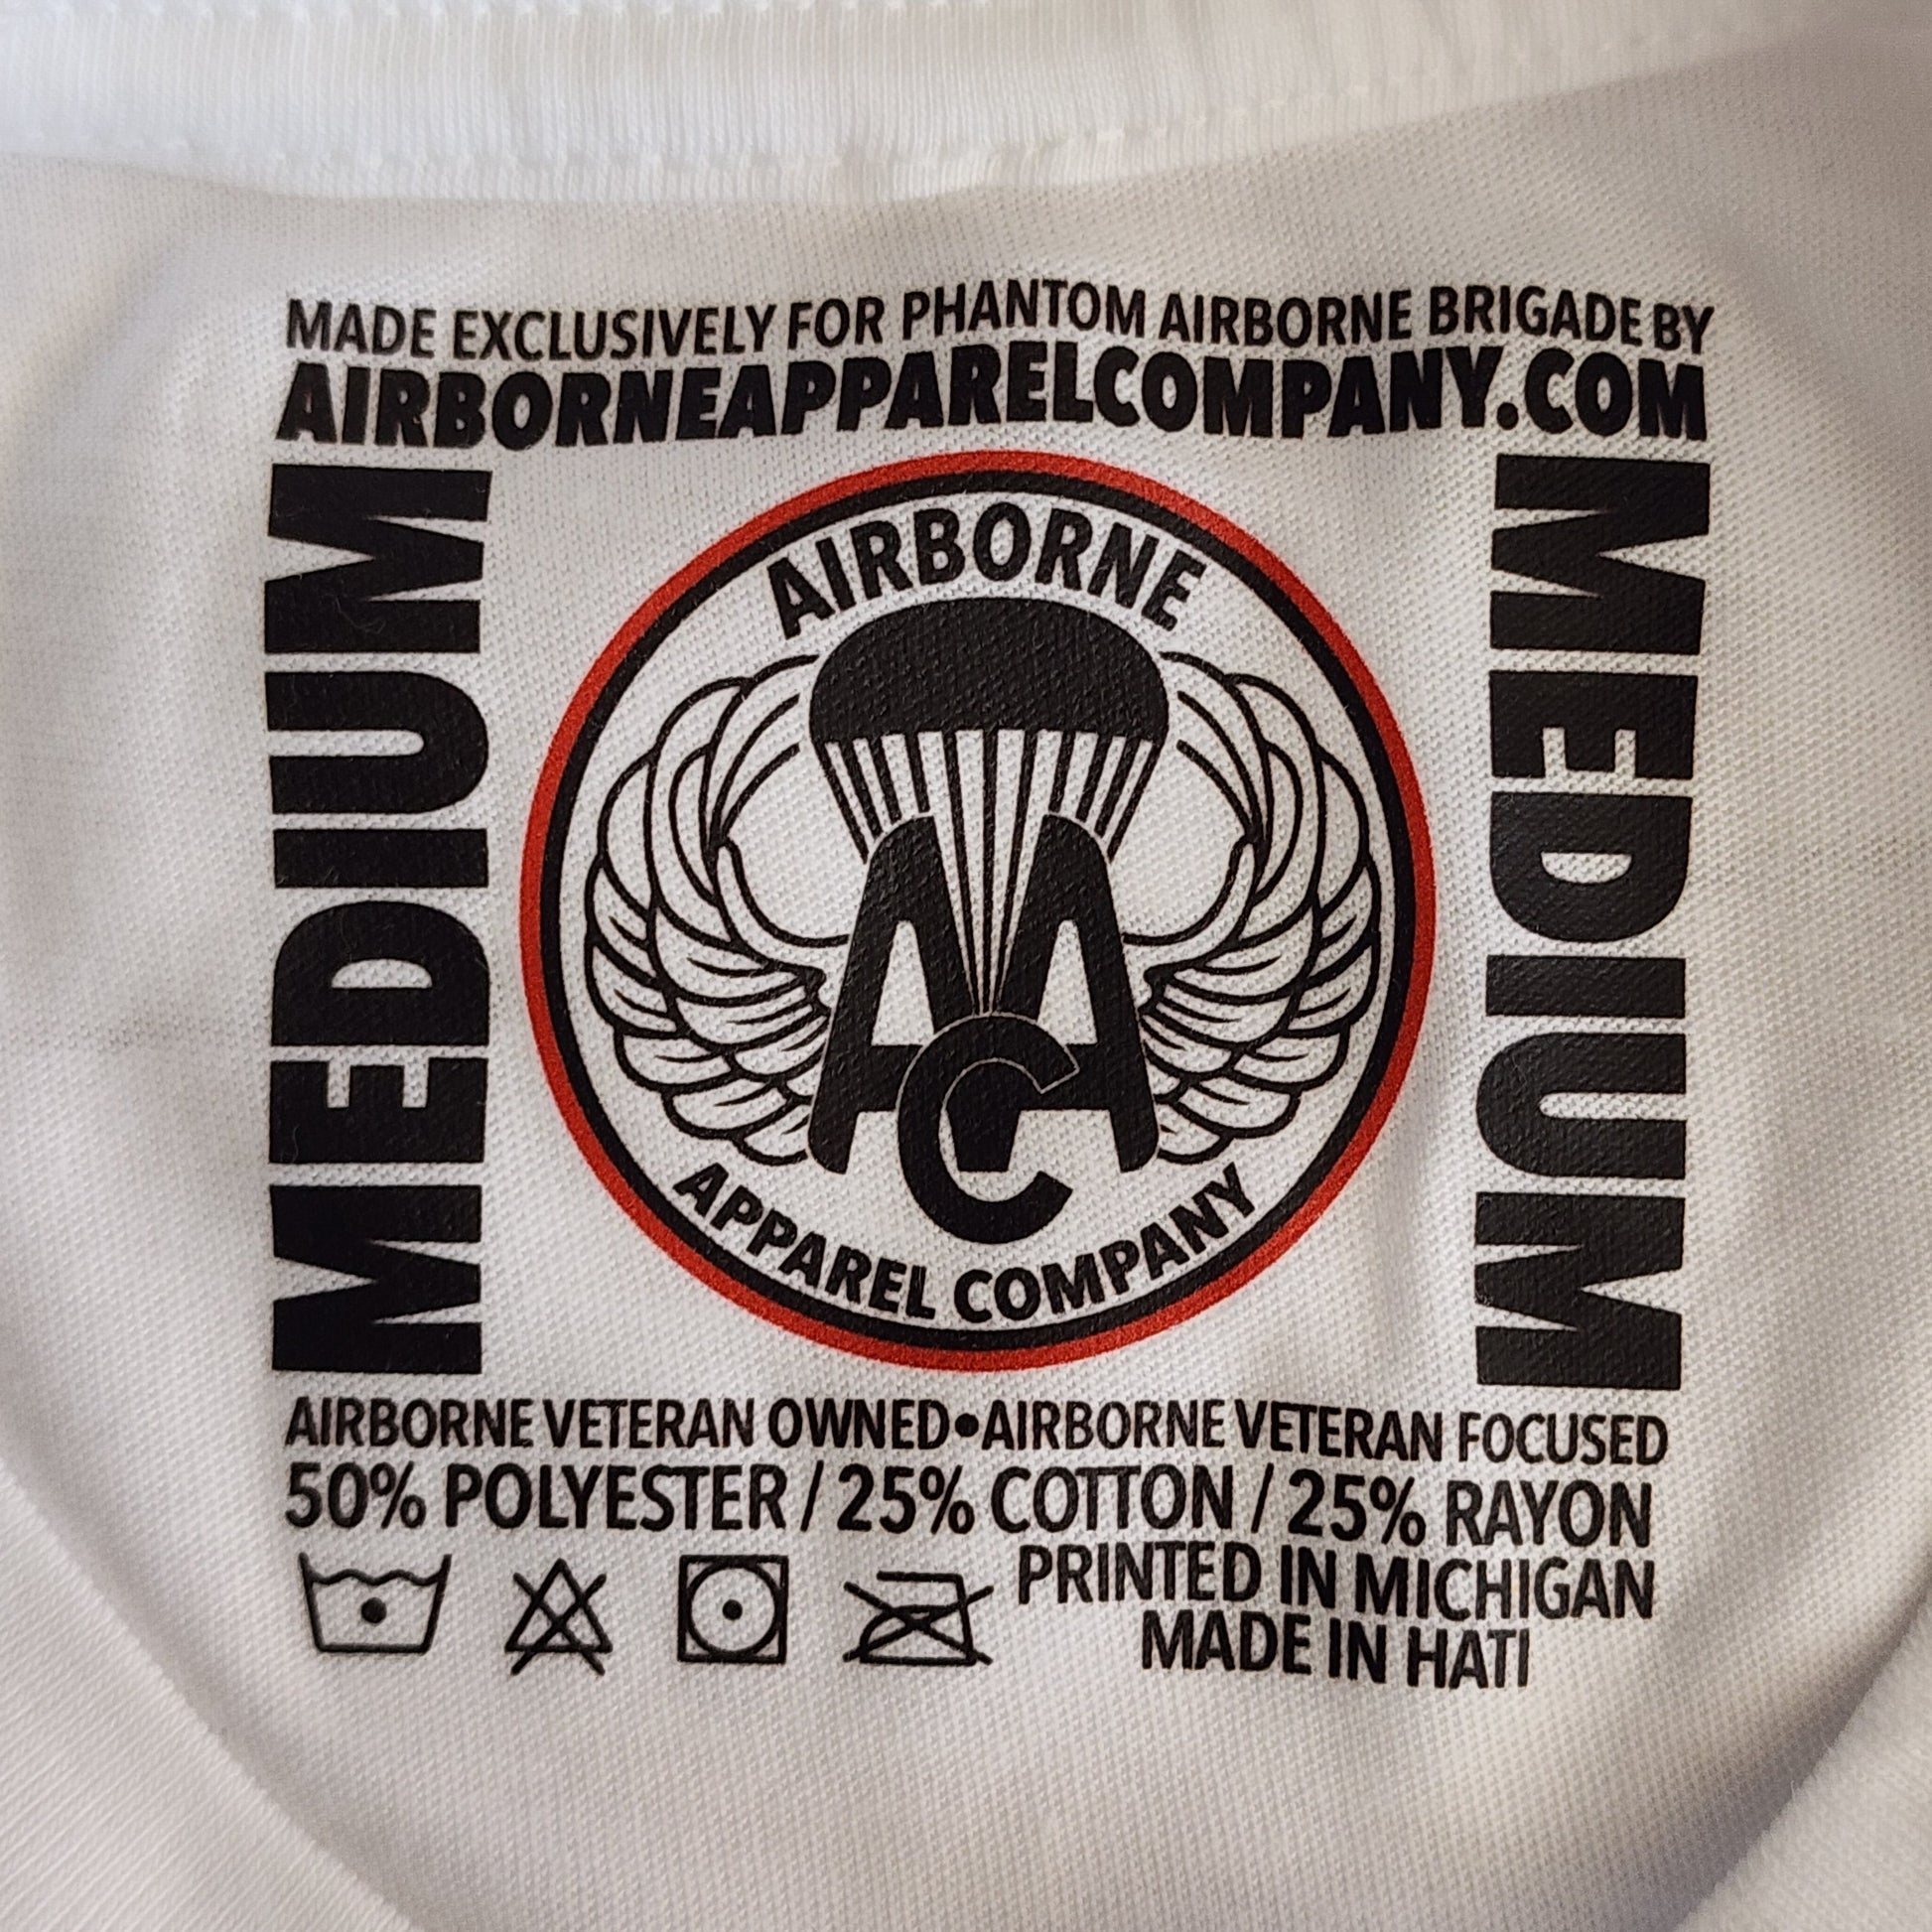 MADE EXCLUSIVELY FOR PHANTOM AIRBORNE BRIGADE BY
AIRBORNEAPPARELCOMPANY.COM
MEDIUM
AIRBORNE
AAC
APPAREL COMPANY
MEDIUM
AIRBORNE VETERAN OWNED•AIRBORNE VETERAN FOCUSED
50% POLYESTER / 25% COTTON / 25% RAYON
PRINTED IN MICHIGAN
MADE IN HATI